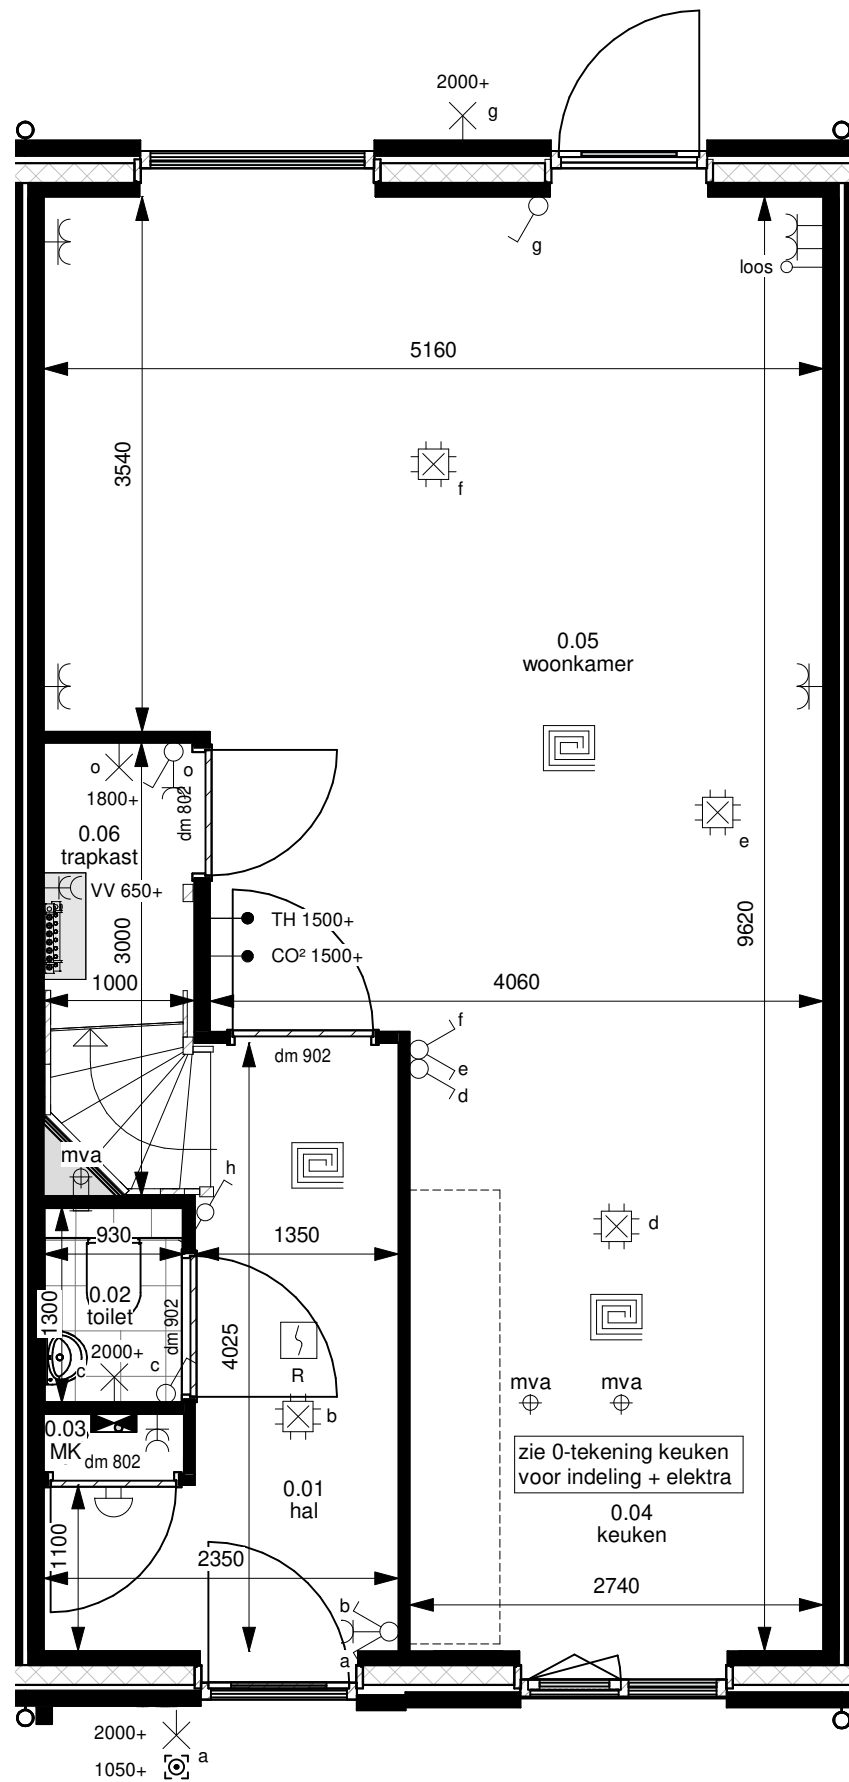 2000+
g
g
loos
5160
3540
f
0.05
woonkamer
o
o
1800+
dm 802
0.06
trapkast
e
VV 650+
TH 1500+
CO² 1500+
3000
9620
1000
4060
f
e
d
dm 902
mva
h
930
1350
d
0.02
toilet
1300
dm 902
4025
2000+
c
c
R
b
mva
mva
0.03
MK
dm 802
zie 0-tekening keuken
voor indeling + elektra
0.01
hal
0.04
keuken
1100
2350
2740
b
a
2000+
a
1050+